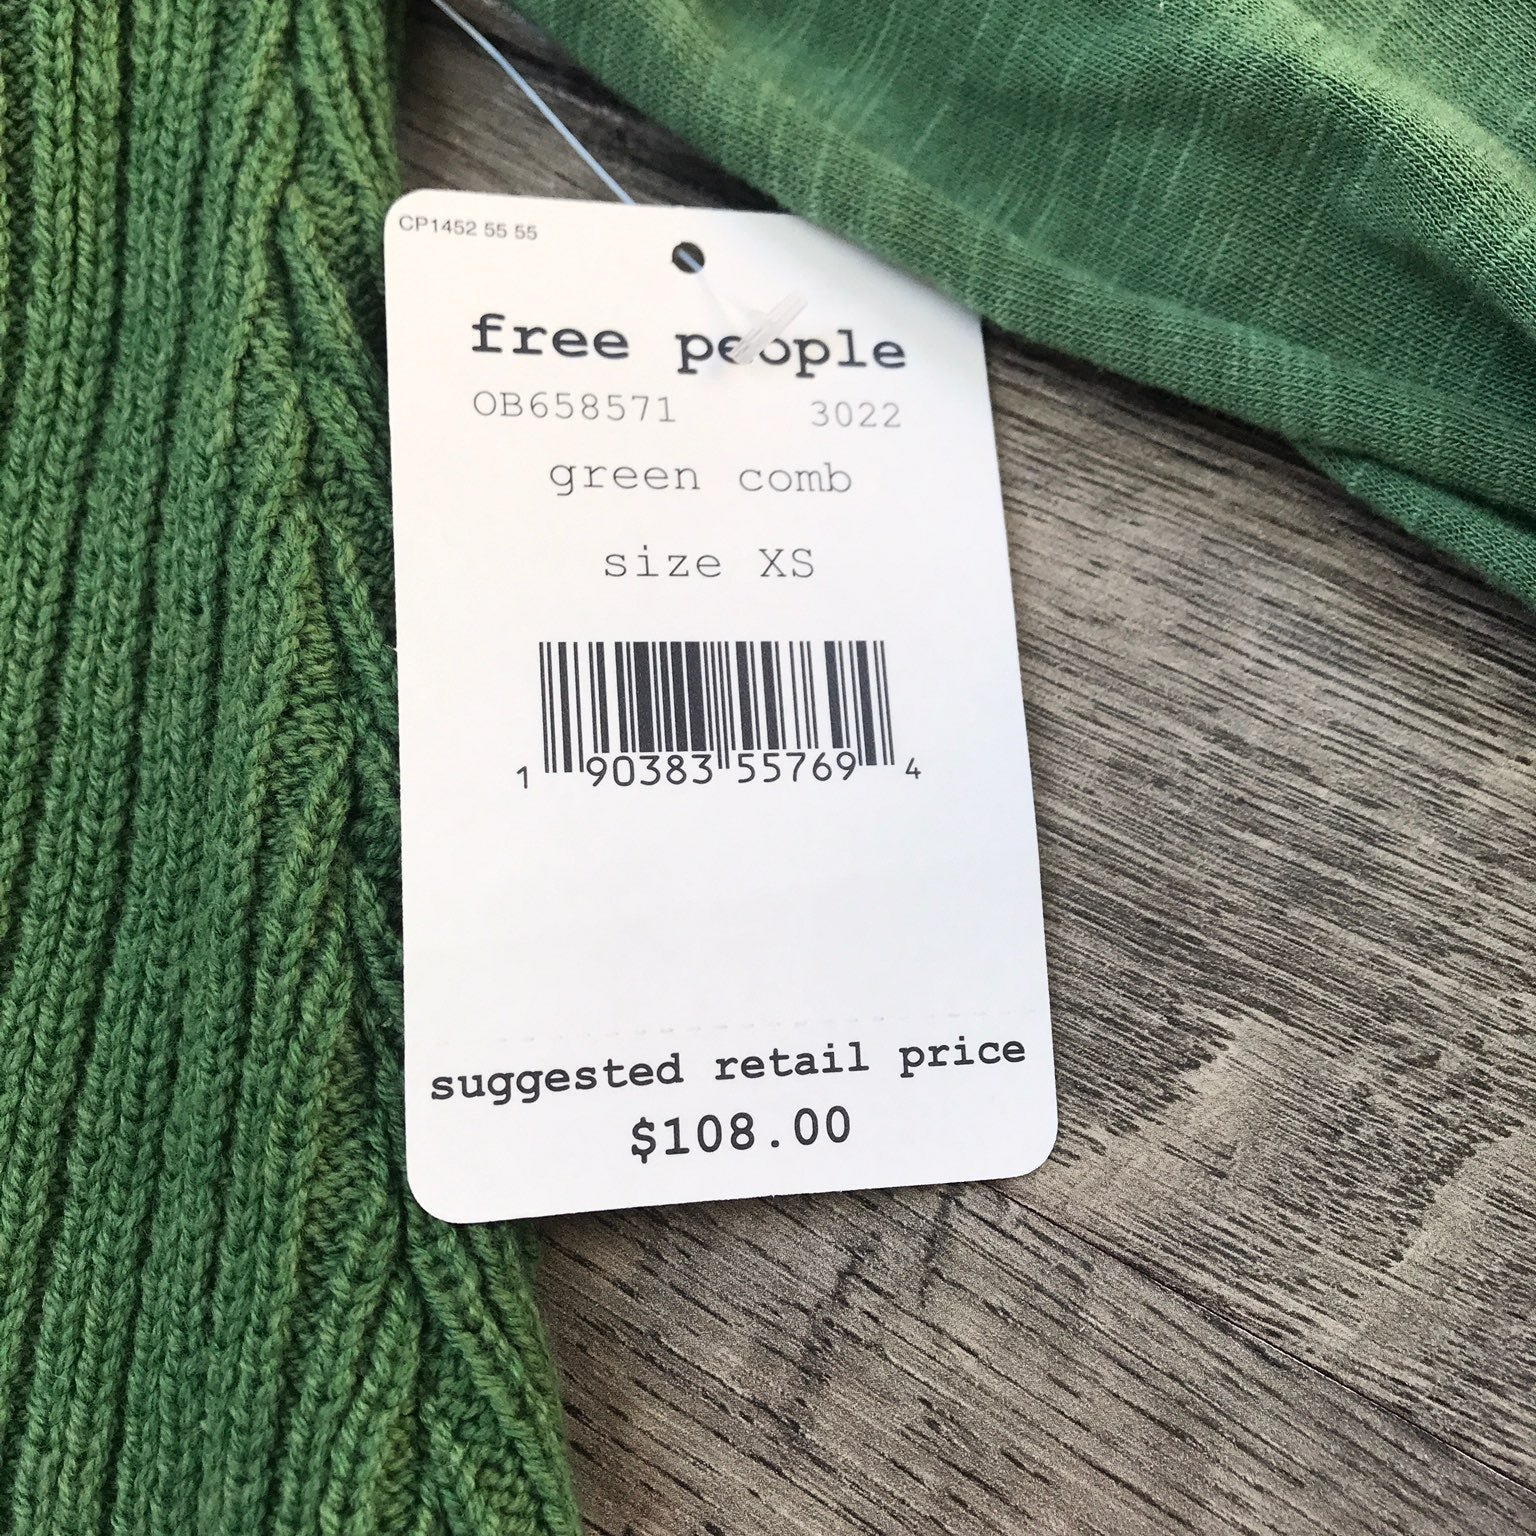 CP1452 55 55
free people
OB658571 3022
green comb
size XS
1 90383 55769 4
suggested retail price
$108.00